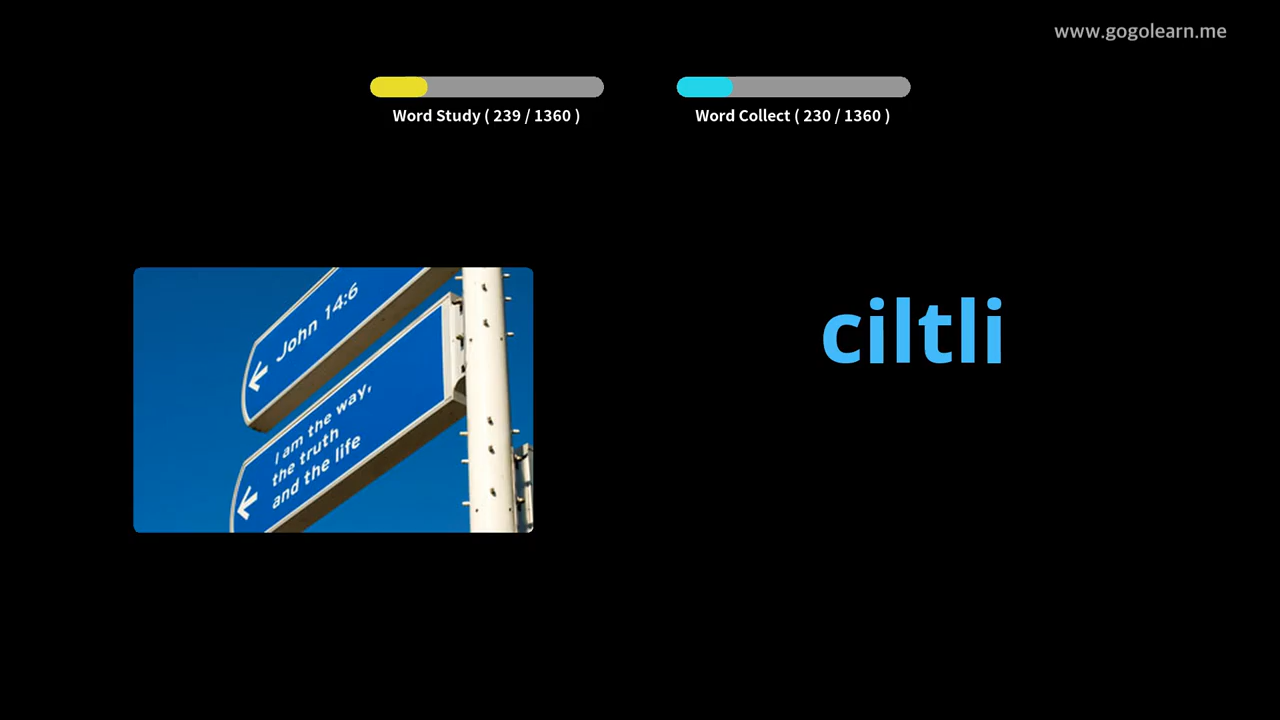 www.gogolearn.me
Word Study ( 239 / 1360 )
Word Collect ( 230 / 1360 )
John 14:6
I am the way,
the truth
and the life
ciltli